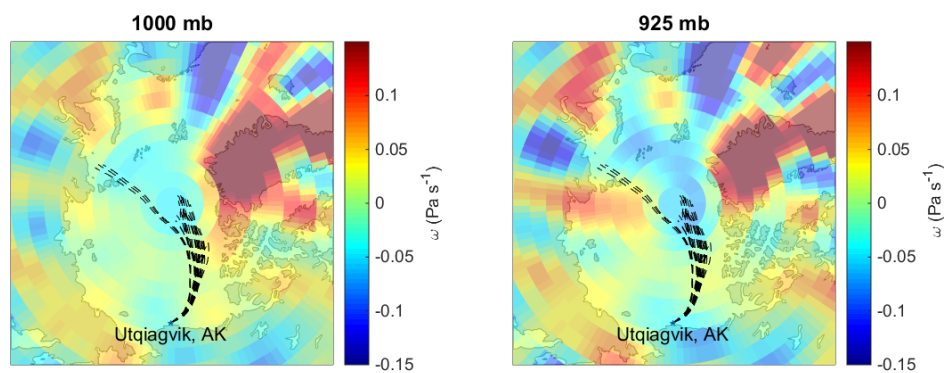 1000 mb
0.1
0.05
0
-0.05
-0.1
-0.15
ω (Pa s⁻¹)
Utqiagvik, AK
925 mb
0.1
0.05
0
-0.05
-0.1
-0.15
ω (Pa s⁻¹)
Utqiagvik, AK